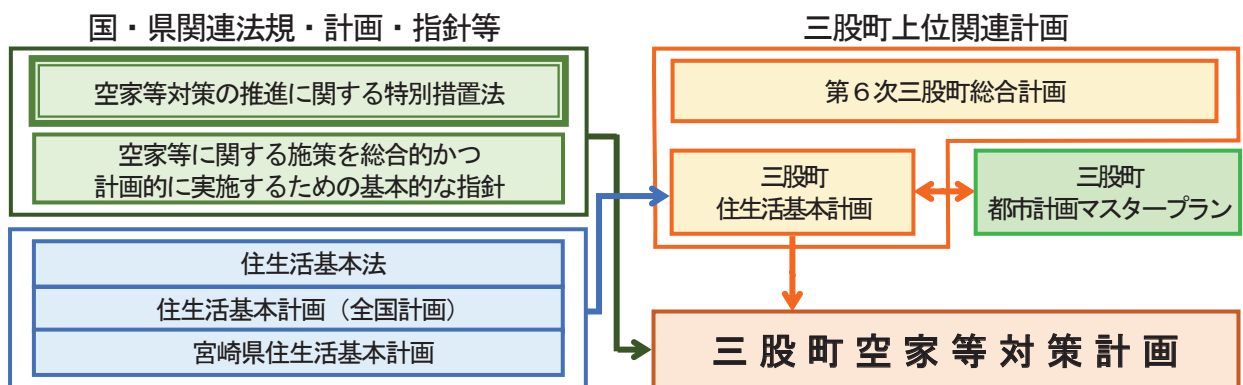 国・県関連法規・計画・指針等
空家等対策の推進に関する特別措置法
空家等に関する施策を総合的かつ
計画的に実施するための基本的な指針
住生活基本法
住生活基本計画（全国計画）
宮崎県住生活基本計画
三股町上位関連計画
第６次三股町総合計画
三股町
住生活基本計画
三股町
都市計画マスタープラン
三股町空家等対策計画